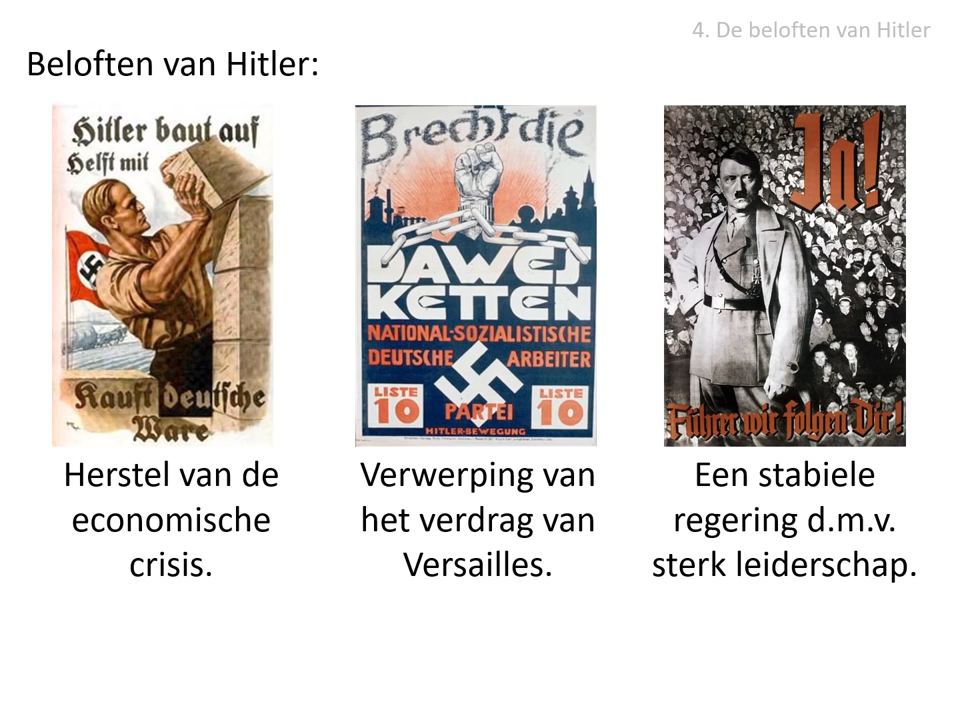 4. De beloften van Hitler
Beloften van Hitler:
Hitler baut auf
Helft mit
Kauft deutsche
Ware
Brecht die
DAWES
KETTEN
NATIONAL-SOZIALISTISCHE
DEUTSCHE ARBEITER
PARTEI
LISTE
10
LISTE
10
HITLER-BEWEGUNG
Ja!
Führer wir folgen Dir!
Herstel van de
economische
crisis.
Verwerping van
het verdrag van
Versailles.
Een stabiele
regering d.m.v.
sterk leiderschap.